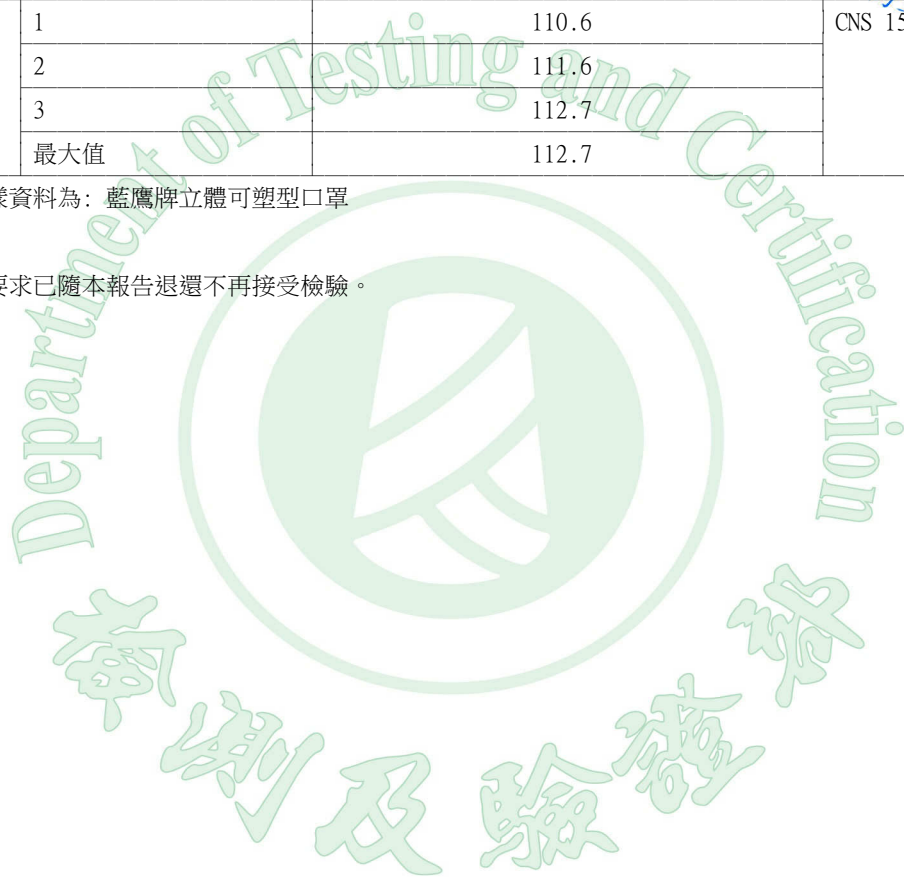 1 110.6 CNS 15
2 111.6
3 112.7
最大值 112.7
樣資料為: 藍鷹牌立體可塑型口罩
要求已隨本報告退還不再接受檢驗。
Department of Testing and Certification
檢測及驗證部